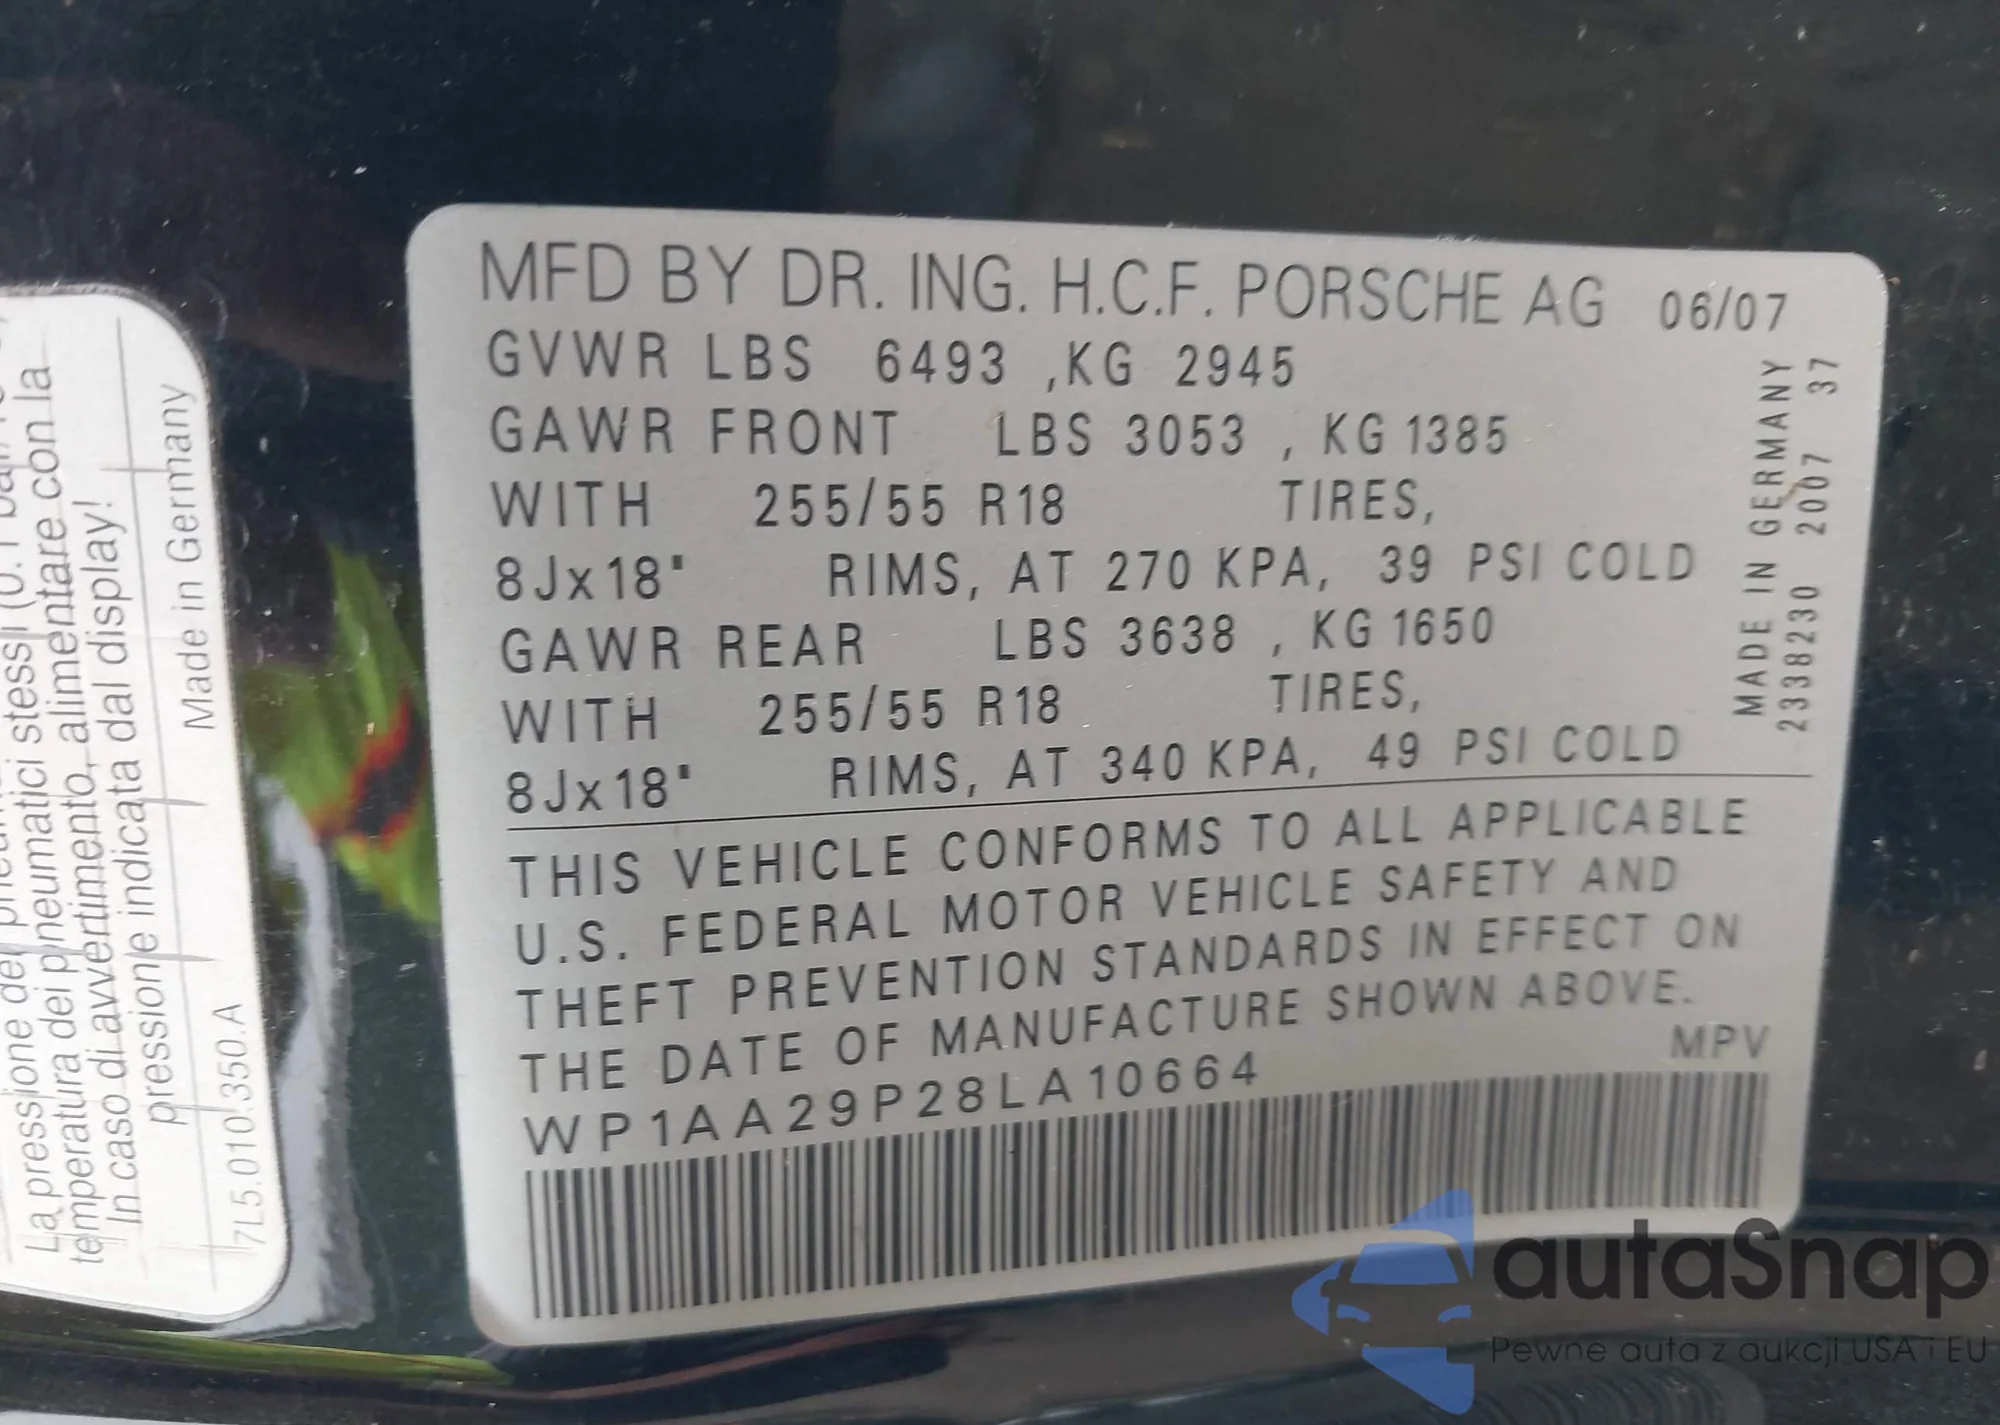 MFD BY DR. ING. H.C.F. PORSCHE AG 06/07
GVWR LBS 6493 ,KG 2945
GAWR FRONT LBS 3053 , KG 1385
WITH 255/55 R18 TIRES,
8Jx18" RIMS, AT 270 KPA, 39 PSI COLD
GAWR REAR LBS 3638 , KG 1650
WITH 255/55 R18 TIRES,
8Jx18" RIMS, AT 340 KPA, 49 PSI COLD
THIS VEHICLE CONFORMS TO ALL APPLICABLE
U.S. FEDERAL MOTOR VEHICLE SAFETY AND
THEFT PREVENTION STANDARDS IN EFFECT ON
THE DATE OF MANUFACTURE SHOWN ABOVE.
MPV
WP1AA29P28LA10664
MADE IN GERMANY
2338230 2007 37
La pressione dei
temperatura dei pneumatici stessi
In caso di avvertimento, alimentare con la
pressione indicata dal display!
7L5.010.350.A Made in Germany
autaSnap
Pewne auta z aukcji USA i EU